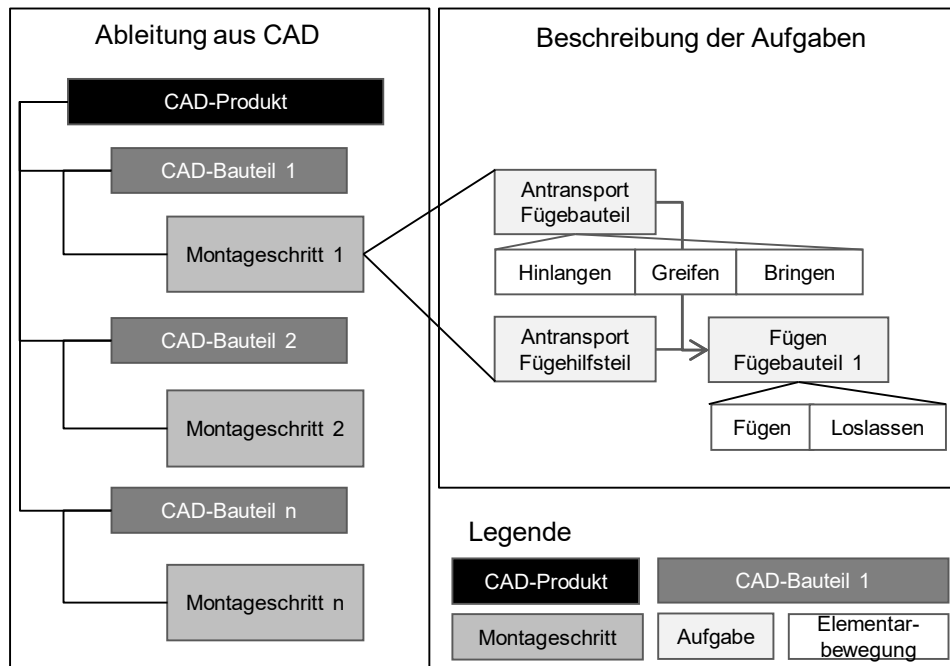 Ableitung aus CAD
CAD-Produkt
CAD-Bauteil 1
Montageschritt 1
CAD-Bauteil 2
Montageschritt 2
CAD-Bauteil n
Montageschritt n
Beschreibung der Aufgaben
Antransport
Fügebauteil
Hinlangen
Greifen
Bringen
Antransport
Fügehilfsteil
Fügen
Fügebauteil 1
Fügen
Loslassen
Legende
CAD-Produkt
CAD-Bauteil 1
Montageschritt
Aufgabe
Elementar-
bewegung